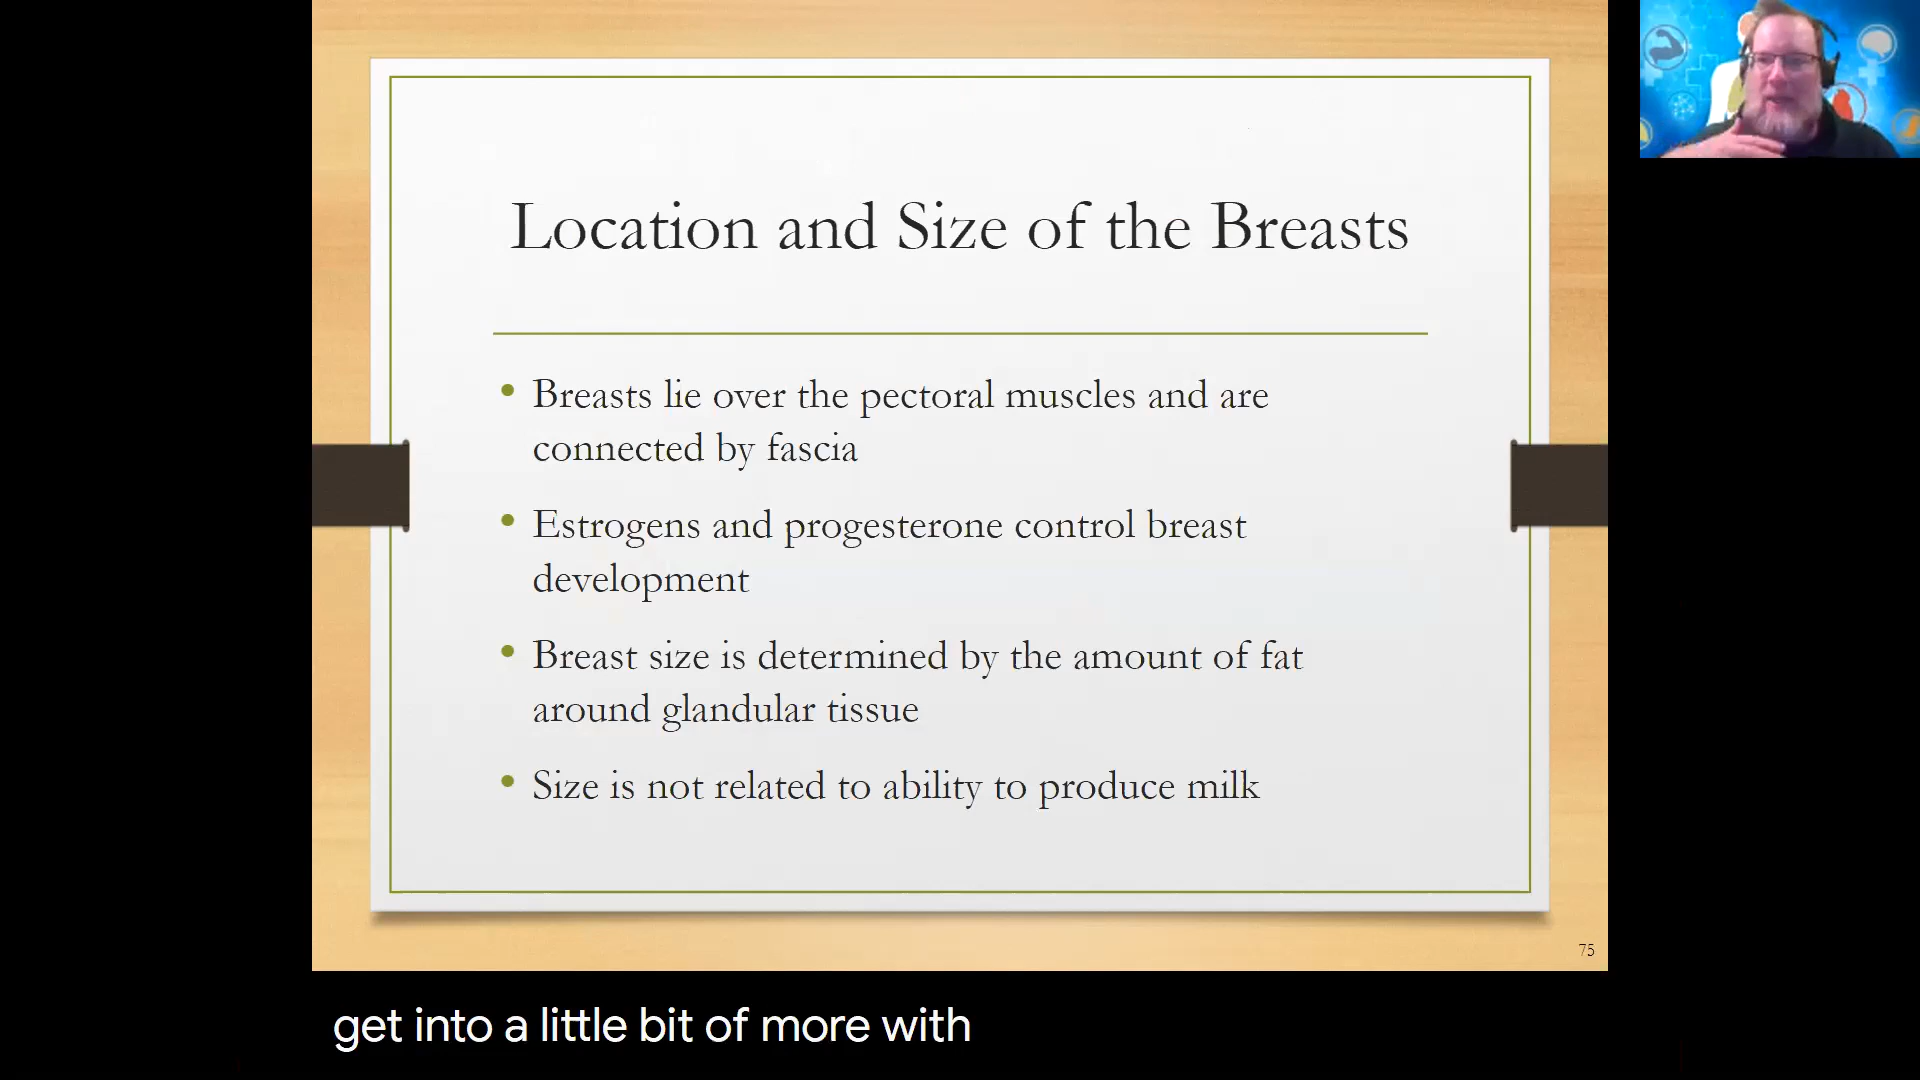 Location and Size of the Breasts
• Breasts lie over the pectoral muscles and are
connected by fascia
• Estrogens and progesterone control breast
development
• Breast size is determined by the amount of fat
around glandular tissue
• Size is not related to ability to produce milk
75
get into a little bit of more with